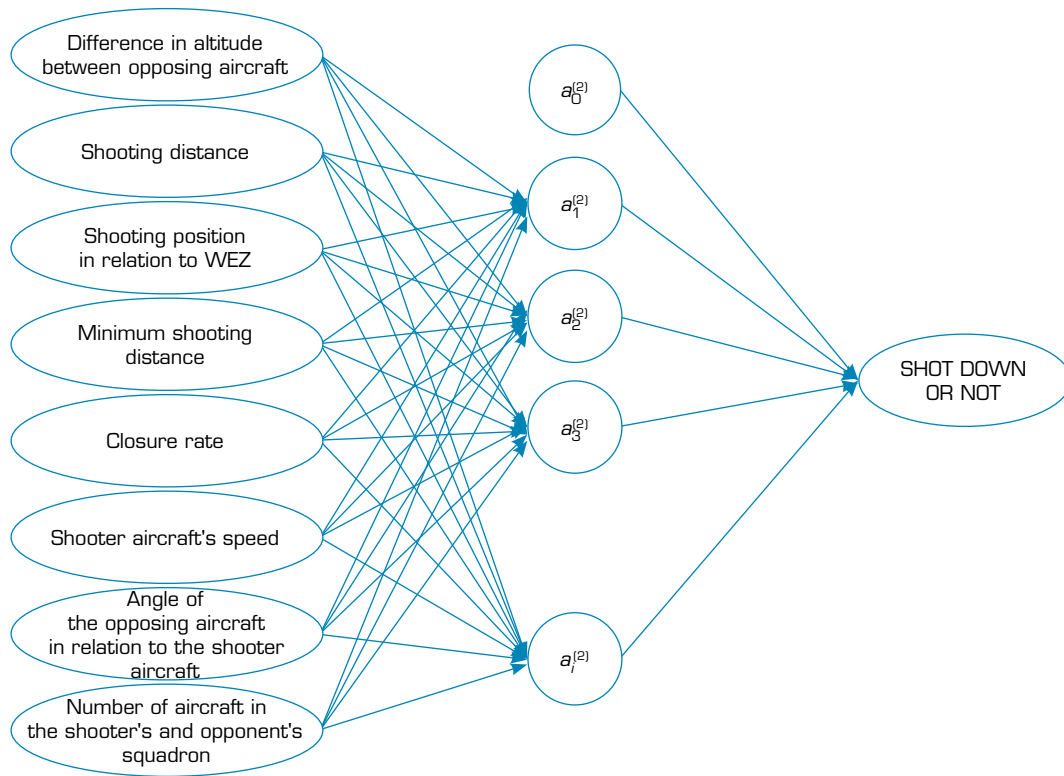 Difference in altitude
between opposing aircraft
Shooting distance
Shooting position
in relation to WEZ
Minimum shooting
distance
Closure rate
Shooter aircraft's speed
Angle of
the opposing aircraft
in relation to the shooter
aircraft
Number of aircraft in
the shooter's and opponent's
squadron
a₀⁽²⁾
a₁⁽²⁾
a₂⁽²⁾
a₃⁽²⁾
aᵢ⁽²⁾
SHOT DOWN
OR NOT